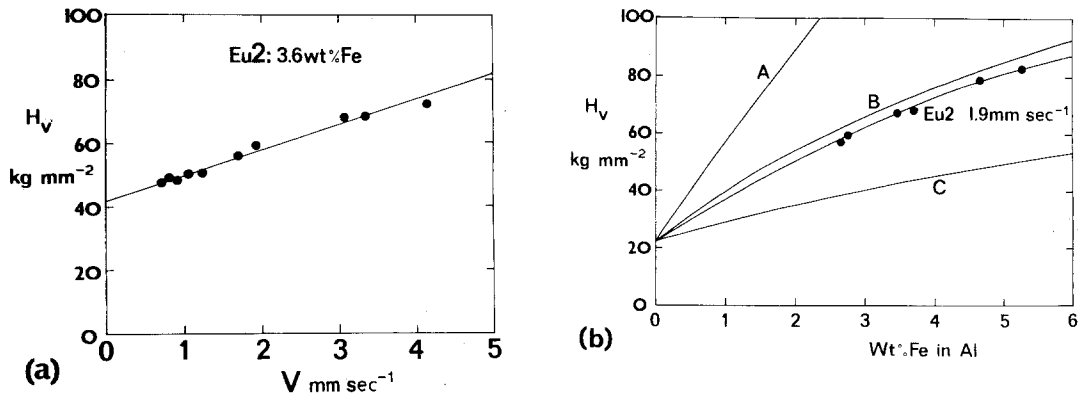 100
80
60
40
20
0
H_v
kg mm⁻²
Eu2: 3.6wt%Fe
0 1 2 3 4 5
V mm sec⁻¹
(a)
100
80
60
40
20
0
H_v
kg mm⁻²
A
B
Eu2 1.9mm sec⁻¹
C
0 1 2 3 4 5 6
Wt%Fe in Al
(b)